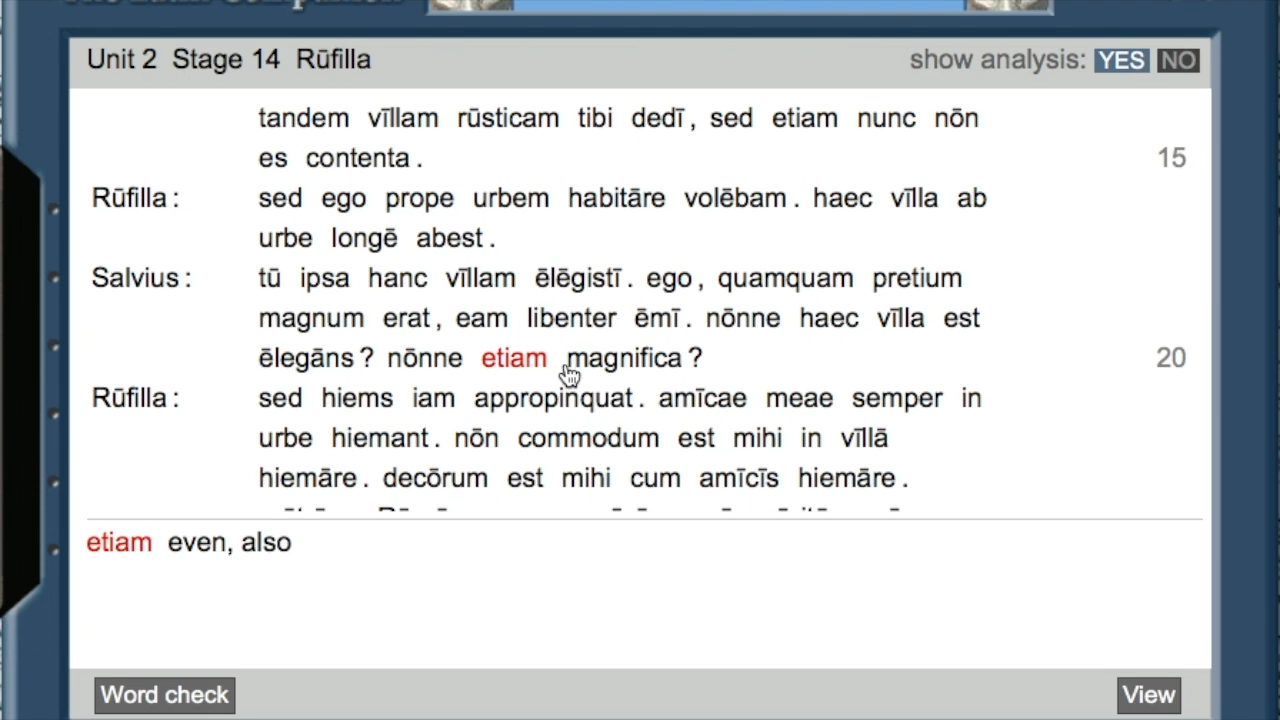 Unit 2 Stage 14 Rūfilla
show analysis: YES NO
tandem vīllam rūsticam tibi dedī, sed etiam nunc nōn
es contenta.
15
Rūfilla: sed ego prope urbem habitāre volēbam. haec vīlla ab
urbe longē abest.
Salvius: tū ipsa hanc vīllam ēlēgistī. ego, quamquam pretium
magnum erat, eam libenter ēmī. nōnne haec vīlla est
ēlegāns? nōnne etiam magnifica?
20
Rūfilla: sed hiems iam appropinquat. amīcae meae semper in
urbe hiemant. nōn commodum est mihi in vīllā
hiemāre. decōrum est mihi cum amīcīs hiemāre.
etiam even, also
Word check
View